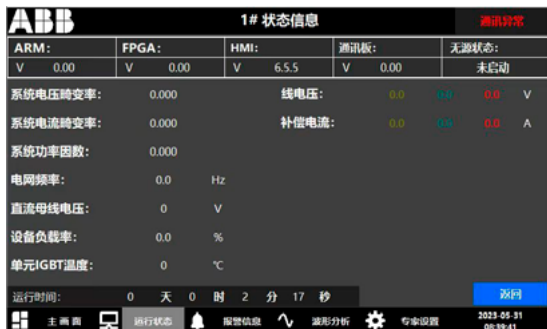 ABB 1# 状态信息 通讯异常
ARM: FPGA: HMI: 通讯板: 无源状态:
V 0.00 V 0.00 V 6.5.5 V 0.00 未启动
系统电压畸变率: 0.000 线电压: 0.0 0.0 0.0 V
系统电流畸变率: 0.000 补偿电流: 0.0 0.0 0.0 A
系统功率因数: 0.000
电网频率: 0.0 Hz
直流母线电压: 0 V
设备负载率: 0.0 %
单元IGBT温度: 0 ℃
运行时间: 0 天 0 时 2 分 17 秒 返回
主画面 运行状态 报警信息 波形分析 专家设置 2023-05-31
08:39:41